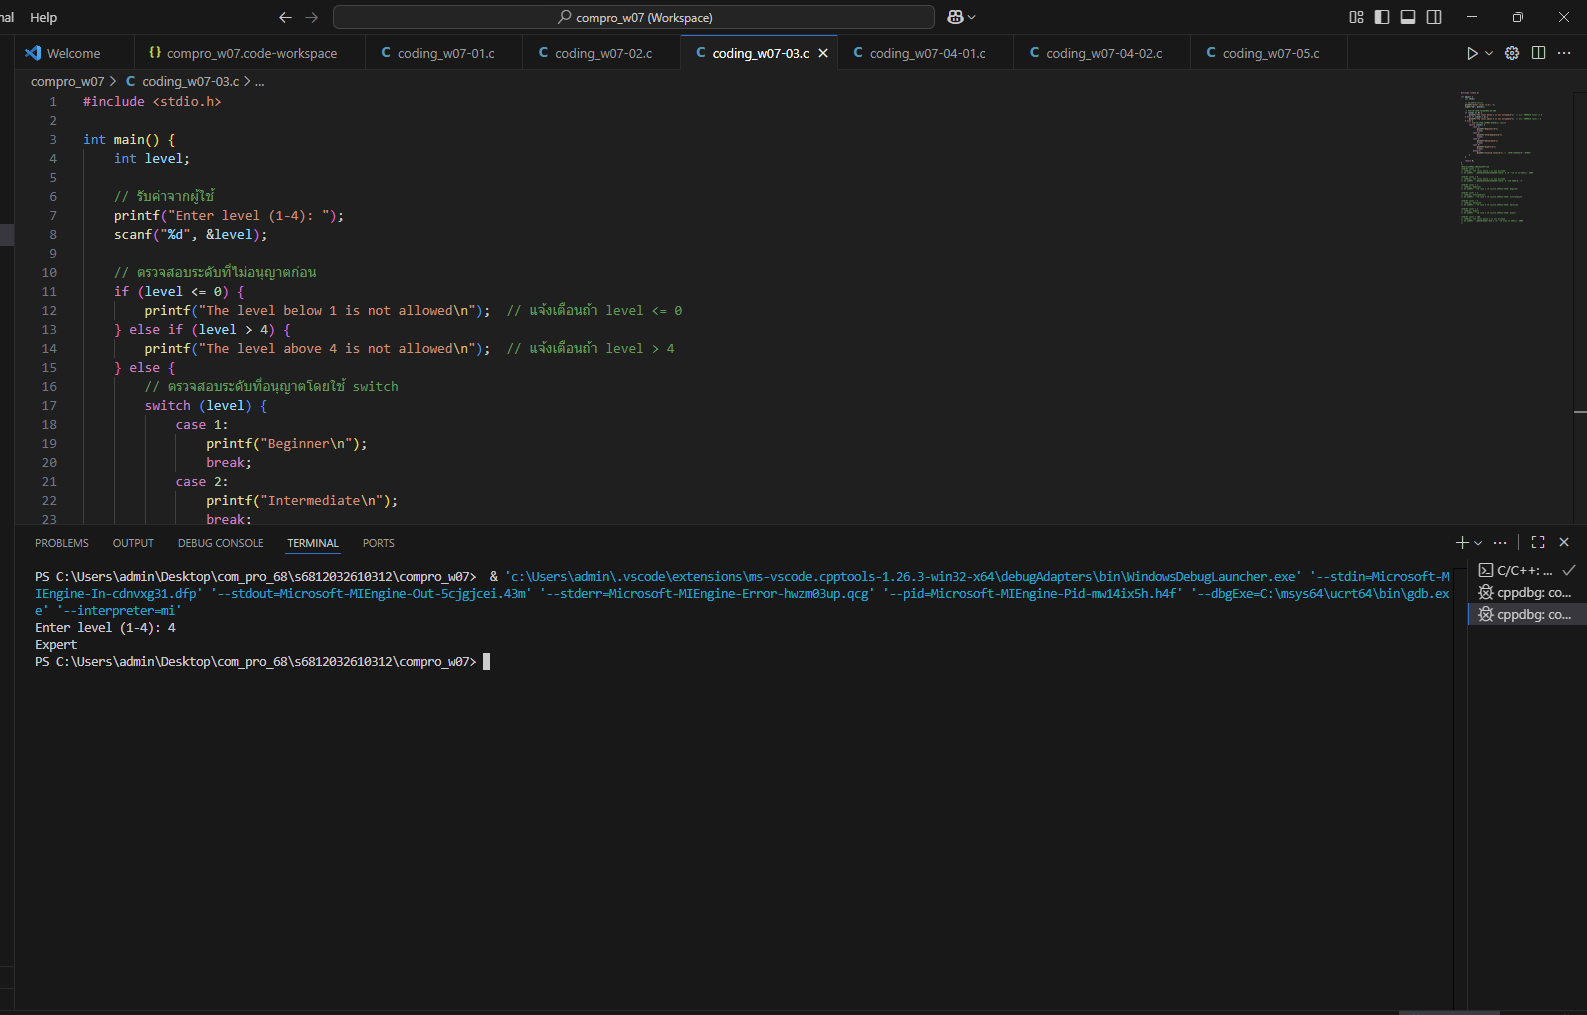 nal Help compro_w07 (Workspace)
Welcome {} compro_w07.code-workspace C coding_w07-01.c C coding_w07-02.c C coding_w07-03.c C coding_w07-04-01.c C coding_w07-04-02.c C coding_w07-05.c
compro_w07 > C coding_w07-03.c > ...
1 #include <stdio.h>
2
3 int main() {
4 int level;
5
6 // รับค่าจากผู้ใช้
7 printf("Enter level (1-4): ");
8 scanf("%d", &level);
9
10 // ตรวจสอบระดับที่ไม่อนุญาตก่อน
11 if (level <= 0) {
12 printf("The level below 1 is not allowed\n"); // แจ้งเตือนถ้า level <= 0
13 } else if (level > 4) {
14 printf("The level above 4 is not allowed\n"); // แจ้งเตือนถ้า level > 4
15 } else {
16 // ตรวจสอบระดับที่อนุญาตโดยใช้ switch
17 switch (level) {
18 case 1:
19 printf("Beginner\n");
20 break;
21 case 2:
22 printf("Intermediate\n");
23 break;
PROBLEMS OUTPUT DEBUG CONSOLE TERMINAL PORTS
PS C:\Users\admin\Desktop\com_pro_68\s6812032610312\compro_w07> & 'c:\Users\admin\.vscode\extensions\ms-vscode.cpptools-1.26.3-win32-x64\debugAdapters\bin\WindowsDebugLauncher.exe' '--stdin=Microsoft-M
IEngine-In-cdnvxg31.dfp' '--stdout=Microsoft-MIEngine-Out-5cjgjcei.43m' '--stderr=Microsoft-MIEngine-Error-hwzm03up.qcg' '--pid=Microsoft-MIEngine-Pid-mw14ix5h.h4f' '--dbgExe=C:\msys64\ucrt64\bin\gdb.ex
e' '--interpreter=mi'
Enter level (1-4): 4
Expert
PS C:\Users\admin\Desktop\com_pro_68\s6812032610312\compro_w07>
C/C++: ...
cppdbg: co...
cppdbg: co...